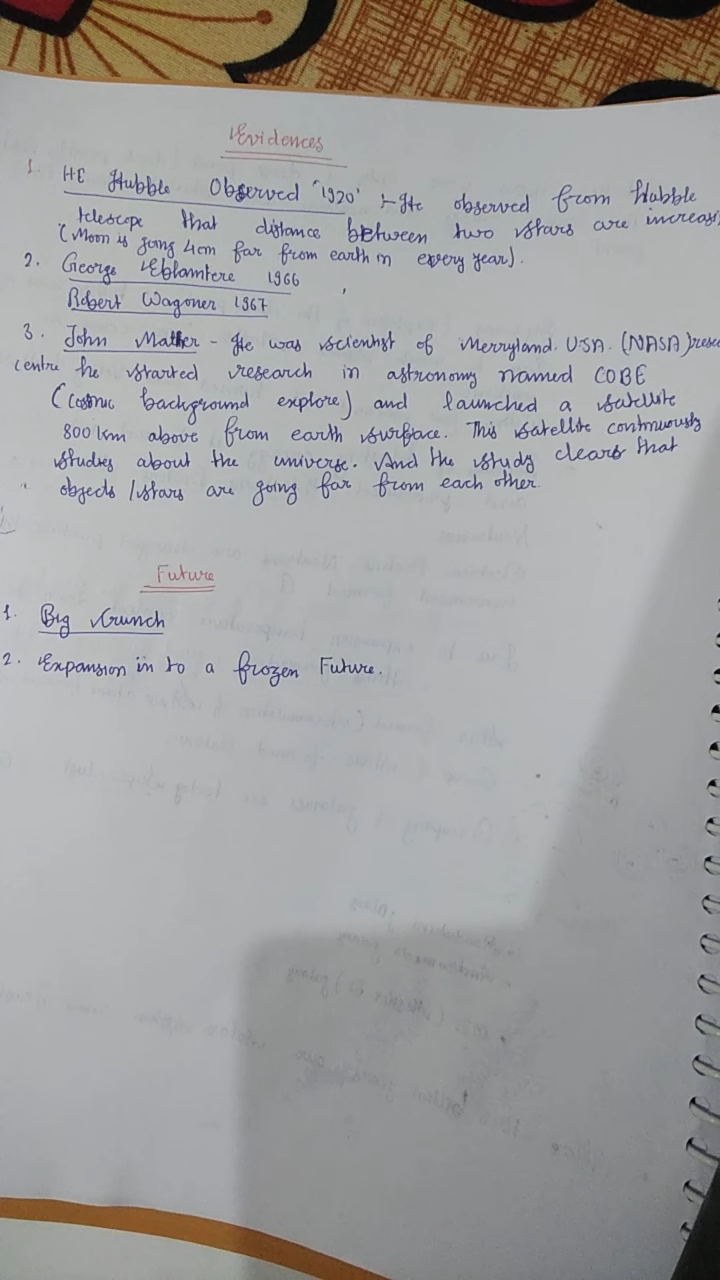 Evidences
1. HE Hubble Observed '1920' :- He observed from Hubble
telescope that distance between two stars are increasi
(Moon is going 4cm far from earth in every year).
2. George 1966
Robert Wagoner 1967
3. John Mather - He was scientist of Merryland. U.S.A. (NASA) rese
centre he started research in astronomy named COBE
(cosmic background explore) and launched a satellite
800 km above from earth surface. This satellite continuously
studies about the universe. And the study clears that
objects / stars are going far from each other.
Future
1. Big Crunch
2. Expansion in to a frozen Future.